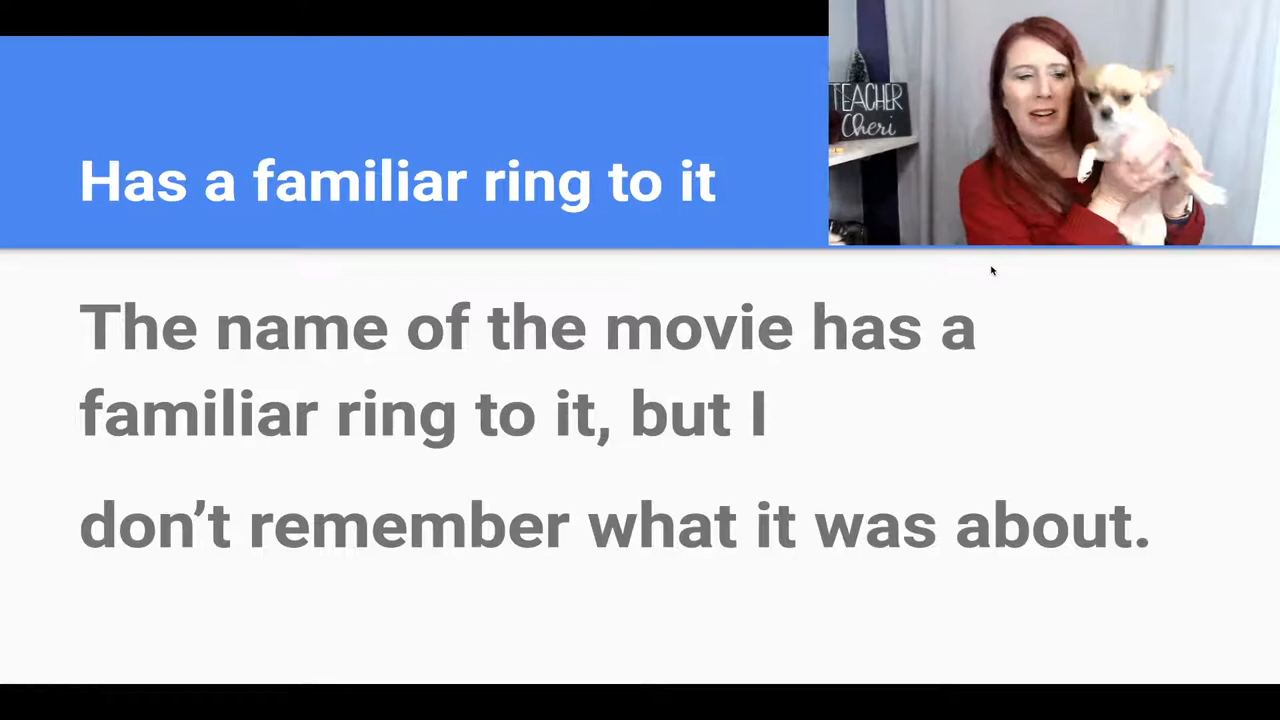 Has a familiar ring to it
TEACHER
Cheri
The name of the movie has a
familiar ring to it, but I
don’t remember what it was about.